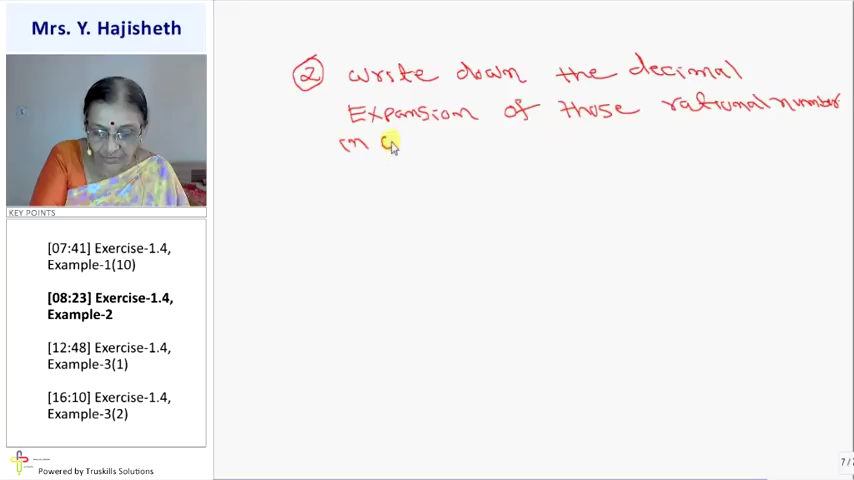 Mrs. Y. Hajisheth
KEY POINTS
[07:41] Exercise-1.4,
Example-1(10)
[08:23] Exercise-1.4,
Example-2
[12:48] Exercise-1.4,
Example-3(1)
[16:10] Exercise-1.4,
Example-3(2)
Powered by Truskills Solutions
② write down the decimal
Expansion of those rational number
in
7/